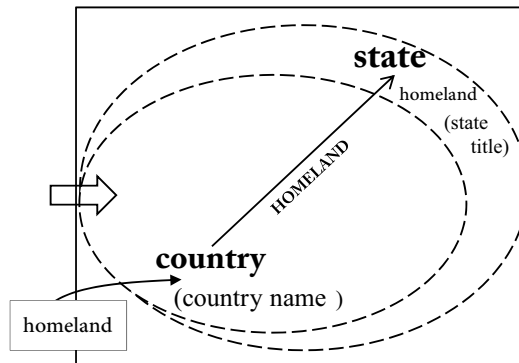 state
homeland
(state
title)
HOMELAND
country
(country name )
homeland